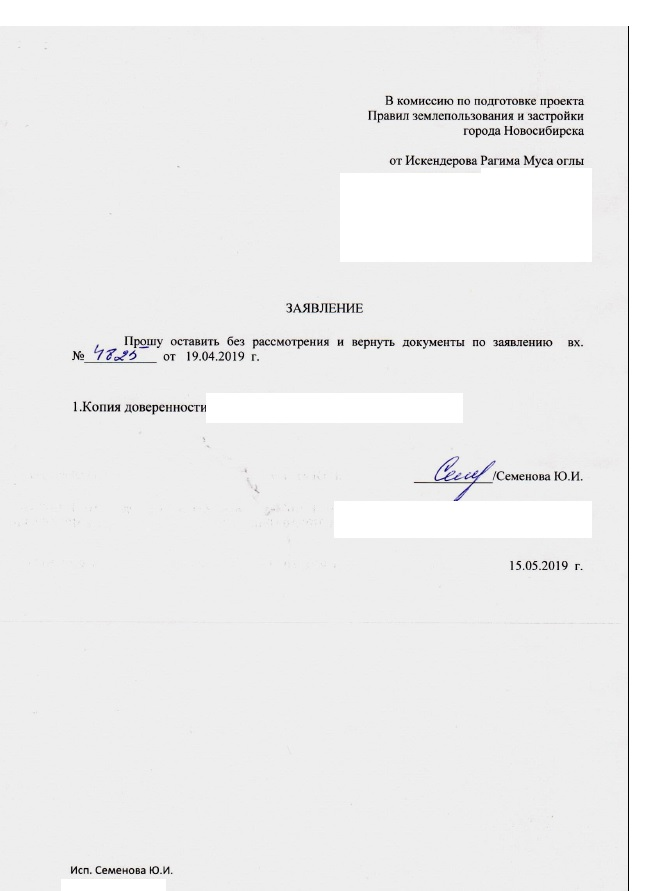 В комиссию по подготовке проекта
Правил землепользования и застройки
города Новосибирска
от Искендерова Рагима Муса оглы
ЗАЯВЛЕНИЕ
Прошу оставить без рассмотрения и вернуть документы по заявлению вх.
№ 4825 от 19.04.2019 г.
1.Копия доверенности
/Семенова Ю.И.
15.05.2019 г.
Исп. Семенова Ю.И.